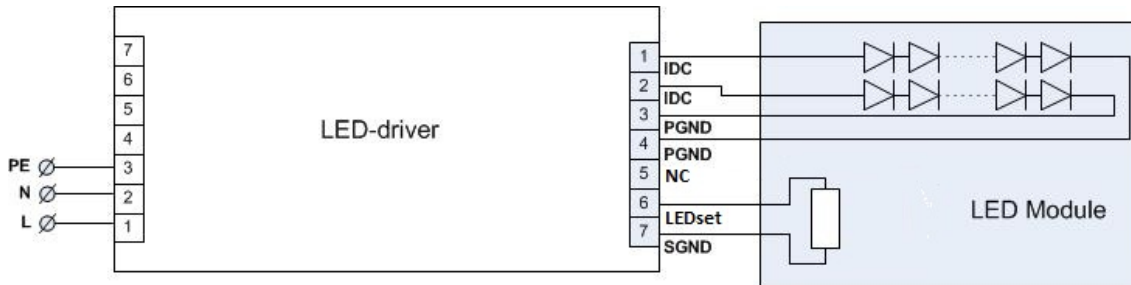 7
6
5
4
PE 3
N 2
L 1
LED-driver
1 IDC
2 IDC
3 PGND
4 PGND
5 NC
6 LEDset
7 SGND
LED Module